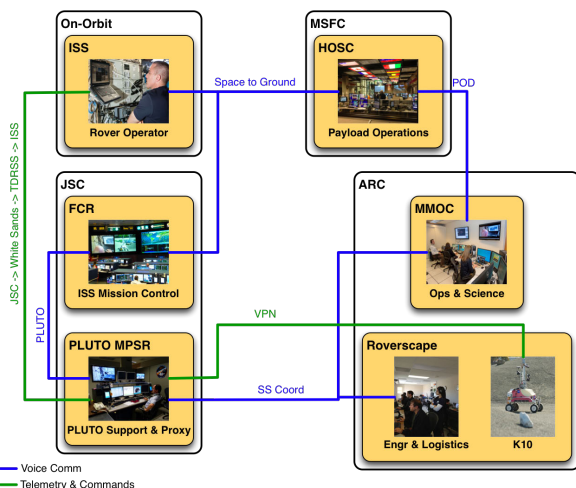 On-Orbit
ISS
Rover Operator
MSFC
HOSC
Payload Operations
Space to Ground
POD
JSC -> White Sands -> TDRSS -> ISS
JSC
FCR
ISS Mission Control
ARC
MMOC
Ops & Science
PLUTO
VPN
PLUTO MPSR
PLUTO Support & Proxy
SS Coord
Roverscape
Engr & Logistics
K10
Voice Comm
Telemetry & Commands